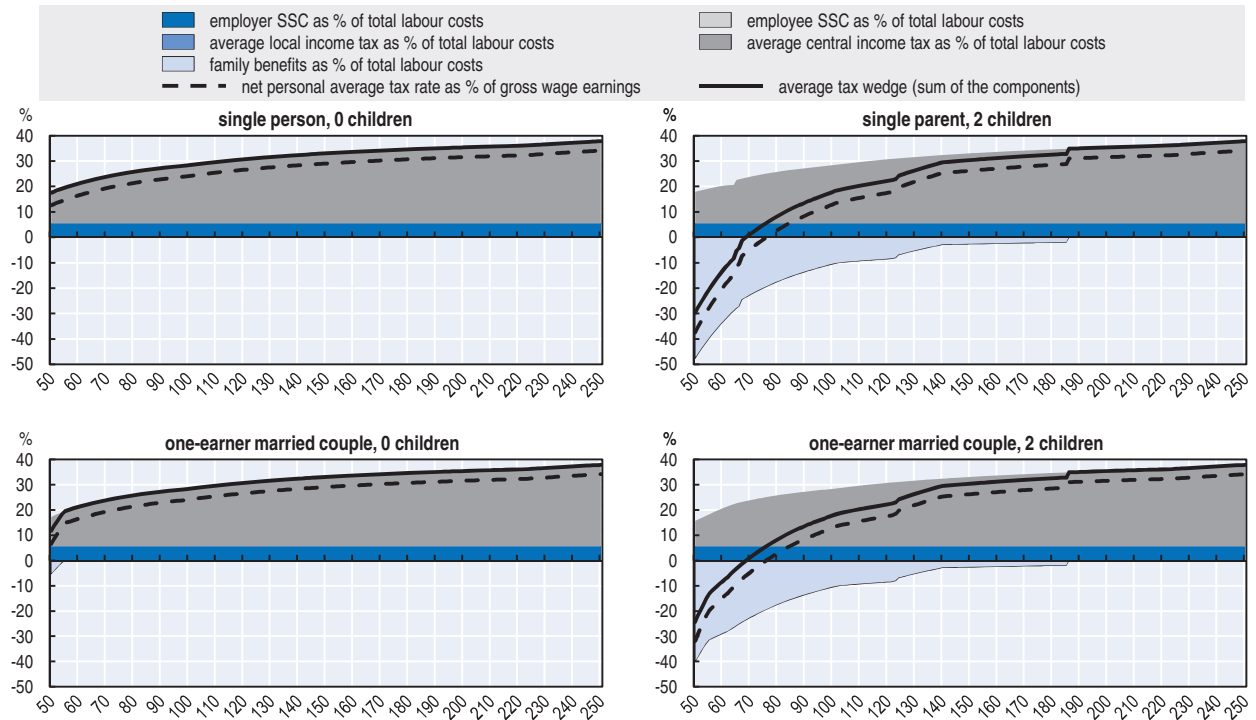 employer SSC as % of total labour costs
employee SSC as % of total labour costs
average local income tax as % of total labour costs
average central income tax as % of total labour costs
family benefits as % of total labour costs
net personal average tax rate as % of gross wage earnings
average tax wedge (sum of the components)
%
single person, 0 children
40
30
20
10
0
-10
-20
-30
-40
-50
50 60 70 80 90 100 110 120 130 140 150 160 170 180 190 200 210 220 230 240 250
%
single parent, 2 children
40
30
20
10
0
-10
-20
-30
-40
-50
50 60 70 80 90 100 110 120 130 140 150 160 170 180 190 200 210 220 230 240 250
%
one-earner married couple, 0 children
40
30
20
10
0
-10
-20
-30
-40
-50
50 60 70 80 90 100 110 120 130 140 150 160 170 180 190 200 210 220 230 240 250
%
one-earner married couple, 2 children
40
30
20
10
0
-10
-20
-30
-40
-50
50 60 70 80 90 100 110 120 130 140 150 160 170 180 190 200 210 220 230 240 250